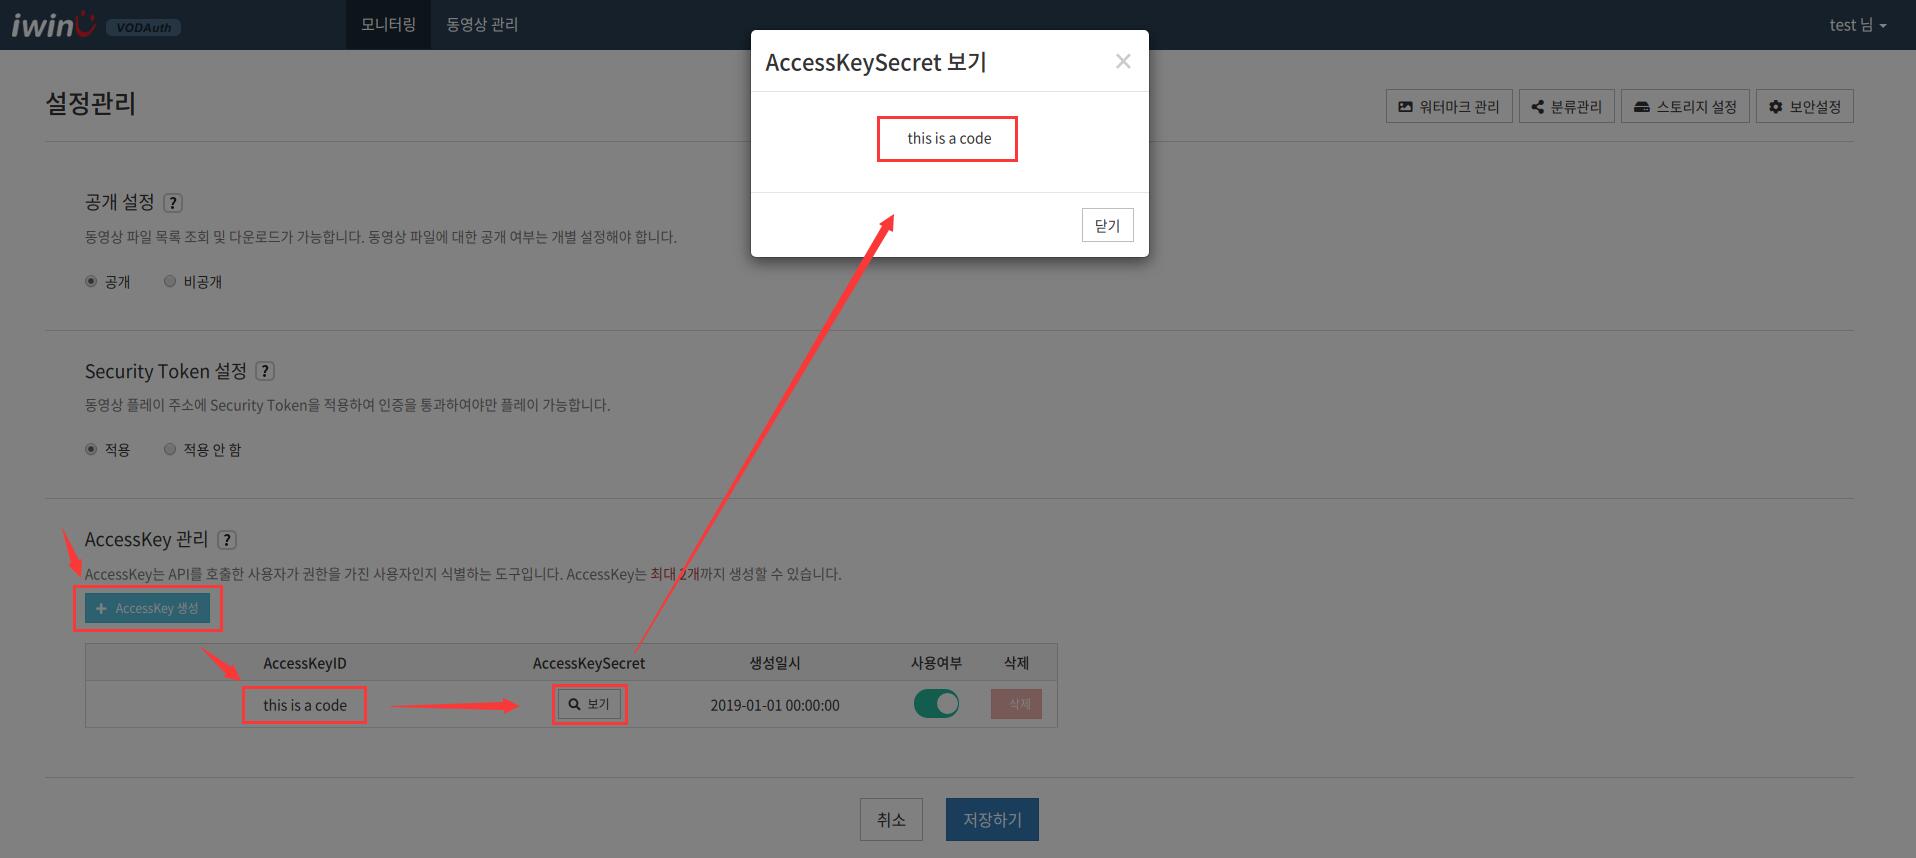 iwinU VODAuth 모니터링 동영상 관리 test 님
AccessKeySecret 보기 ×
this is a code
닫기
설정관리
워터마크 관리 분류관리 스토리지 설정 보안설정
공개 설정 ?
동영상 파일 목록 조회 및 다운로드가 가능합니다. 동영상 파일에 대한 공개 여부는 개별 설정해야 합니다.
공개 비공개
Security Token 설정 ?
동영상 플레이 주소에 Security Token을 적용하여 인증을 통과하여야만 플레이 가능합니다.
적용 적용 안 함
AccessKey 관리 ?
AccessKey는 API를 호출한 사용자가 권한을 가진 사용자인지 식별하는 도구입니다. AccessKey는 최대 2개까지 생성할 수 있습니다.
+ AccessKey 생성
AccessKeyID AccessKeySecret 생성일시 사용여부 삭제
this is a code 보기 2019-01-01 00:00:00 삭제
취소 저장하기